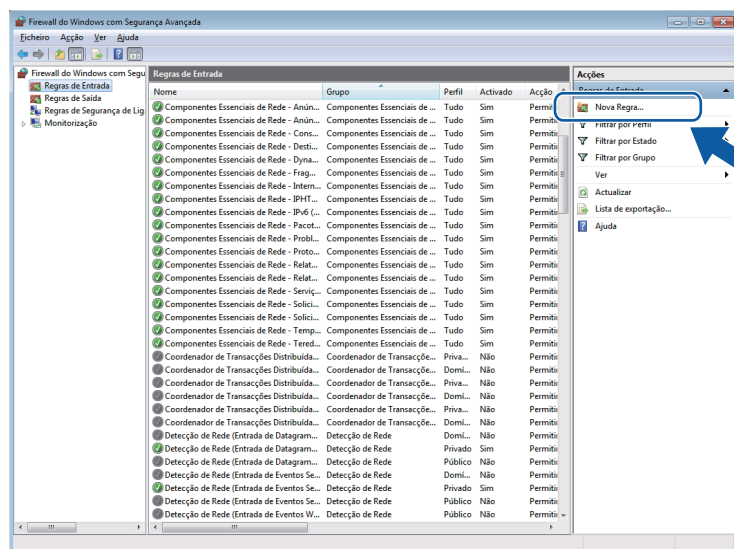 Firewall do Windows com Segurança Avançada
Ficheiro Acção Ver Ajuda
Firewall do Windows com Segu
Regras de Entrada
Regras de Saída
Regras de Segurança de Lig
Monitorização
Regras de Entrada
Nome Grupo Perfil Activado Acção
Componentes Essenciais de Rede - Anún... Componentes Essenciais de ... Tudo Sim Permiti
Componentes Essenciais de Rede - Anún... Componentes Essenciais de ... Tudo Sim Permiti
Componentes Essenciais de Rede - Cons... Componentes Essenciais de ... Tudo Sim Permiti
Componentes Essenciais de Rede - Desti... Componentes Essenciais de ... Tudo Sim Permiti
Componentes Essenciais de Rede - Dyna... Componentes Essenciais de ... Tudo Sim Permiti
Componentes Essenciais de Rede - Frag... Componentes Essenciais de ... Tudo Sim Permiti
Componentes Essenciais de Rede - Intern... Componentes Essenciais de ... Tudo Sim Permiti
Componentes Essenciais de Rede - IPHT... Componentes Essenciais de ... Tudo Sim Permiti
Componentes Essenciais de Rede - IPv6 (... Componentes Essenciais de ... Tudo Sim Permiti
Componentes Essenciais de Rede - Pacot... Componentes Essenciais de ... Tudo Sim Permiti
Componentes Essenciais de Rede - Probl... Componentes Essenciais de ... Tudo Sim Permiti
Componentes Essenciais de Rede - Proto... Componentes Essenciais de ... Tudo Sim Permiti
Componentes Essenciais de Rede - Relat... Componentes Essenciais de ... Tudo Sim Permiti
Componentes Essenciais de Rede - Relat... Componentes Essenciais de ... Tudo Sim Permiti
Componentes Essenciais de Rede - Serviç... Componentes Essenciais de ... Tudo Sim Permiti
Componentes Essenciais de Rede - Solici... Componentes Essenciais de ... Tudo Sim Permiti
Componentes Essenciais de Rede - Solici... Componentes Essenciais de ... Tudo Sim Permiti
Componentes Essenciais de Rede - Temp... Componentes Essenciais de ... Tudo Sim Permiti
Componentes Essenciais de Rede - Tered... Componentes Essenciais de ... Tudo Sim Permiti
Coordenador de Transacções Distribuída... Coordenador de Transacçõe... Priva... Não Permiti
Coordenador de Transacções Distribuída... Coordenador de Transacçõe... Domí... Não Permiti
Coordenador de Transacções Distribuída... Coordenador de Transacçõe... Priva... Não Permiti
Coordenador de Transacções Distribuída... Coordenador de Transacçõe... Domí... Não Permiti
Coordenador de Transacções Distribuída... Coordenador de Transacçõe... Priva... Não Permiti
Coordenador de Transacções Distribuída... Coordenador de Transacçõe... Domí... Não Permiti
Detecção de Rede (Entrada de Datagram... Detecção de Rede Domí... Não Permiti
Detecção de Rede (Entrada de Datagram... Detecção de Rede Privado Sim Permiti
Detecção de Rede (Entrada de Datagram... Detecção de Rede Público Não Permiti
Detecção de Rede (Entrada de Eventos Se... Detecção de Rede Domí... Não Permiti
Detecção de Rede (Entrada de Eventos Se... Detecção de Rede Privado Sim Permiti
Detecção de Rede (Entrada de Eventos Se... Detecção de Rede Público Não Permiti
Detecção de Rede (Entrada de Eventos W... Detecção de Rede Público Não Permiti
Acções
Regras de Entrada
Nova Regra...
Filtrar por Perfil
Filtrar por Estado
Filtrar por Grupo
Ver
Actualizar
Lista de exportação...
Ajuda